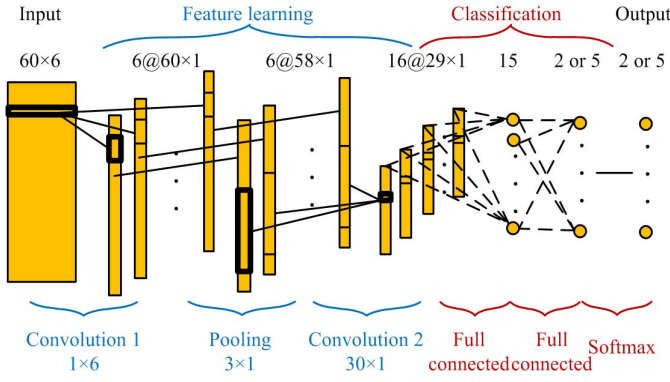 Input
Feature learning
Classification
Output
60×6
6@60×1
6@58×1
16@29×1
15
2 or 5
2 or 5
Convolution 1
1×6
Pooling
3×1
Convolution 2
30×1
Full
connected
Full
connected
Softmax